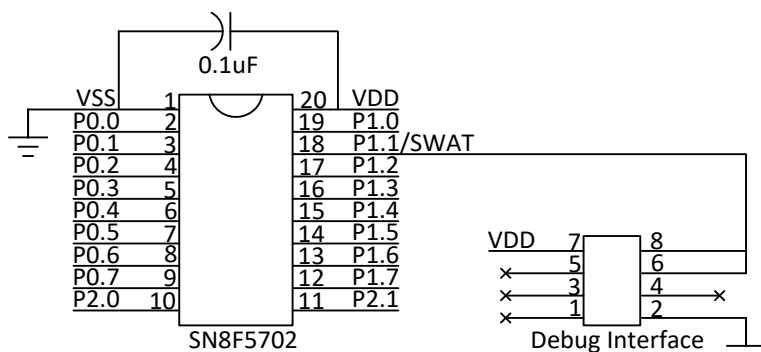 0.1uF
VSS 1 20 VDD
P0.0 2 19 P1.0
P0.1 3 18 P1.1/SWAT
P0.2 4 17 P1.2
P0.3 5 16 P1.3
P0.4 6 15 P1.4
P0.5 7 14 P1.5
P0.6 8 13 P1.6
P0.7 9 12 P1.7
P2.0 10 11 P2.1
SN8F5702
VDD 7 8
5 6
3 4
1 2
Debug Interface